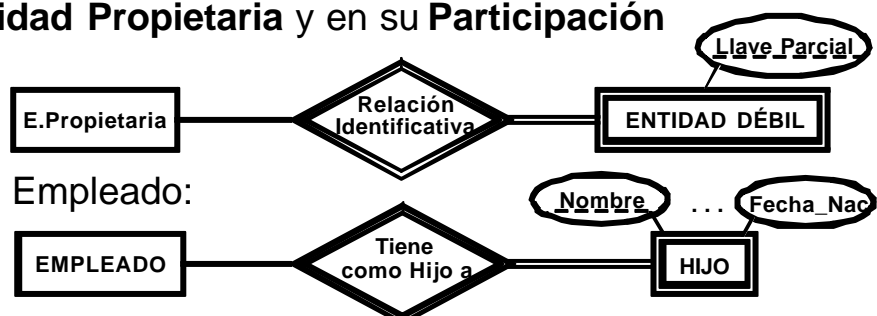 idad Propietaria y en su Participación
Llave Parcial
E.Propietaria
Relación
Identificativa
ENTIDAD DÉBIL
Empleado:
Nombre
. . .
Fecha_Nac
EMPLEADO
Tiene
como Hijo a
HIJO